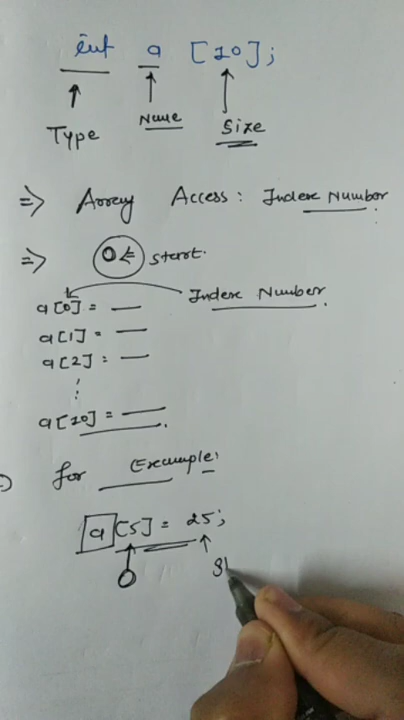 int a [10];
Type Name Size
=> Array Access: Index Number
=> 0 <= start.
a[0] = — Index Number
a[1] = —
a[2] = —
a[10] = —.
for Example:
a[5] = 25;